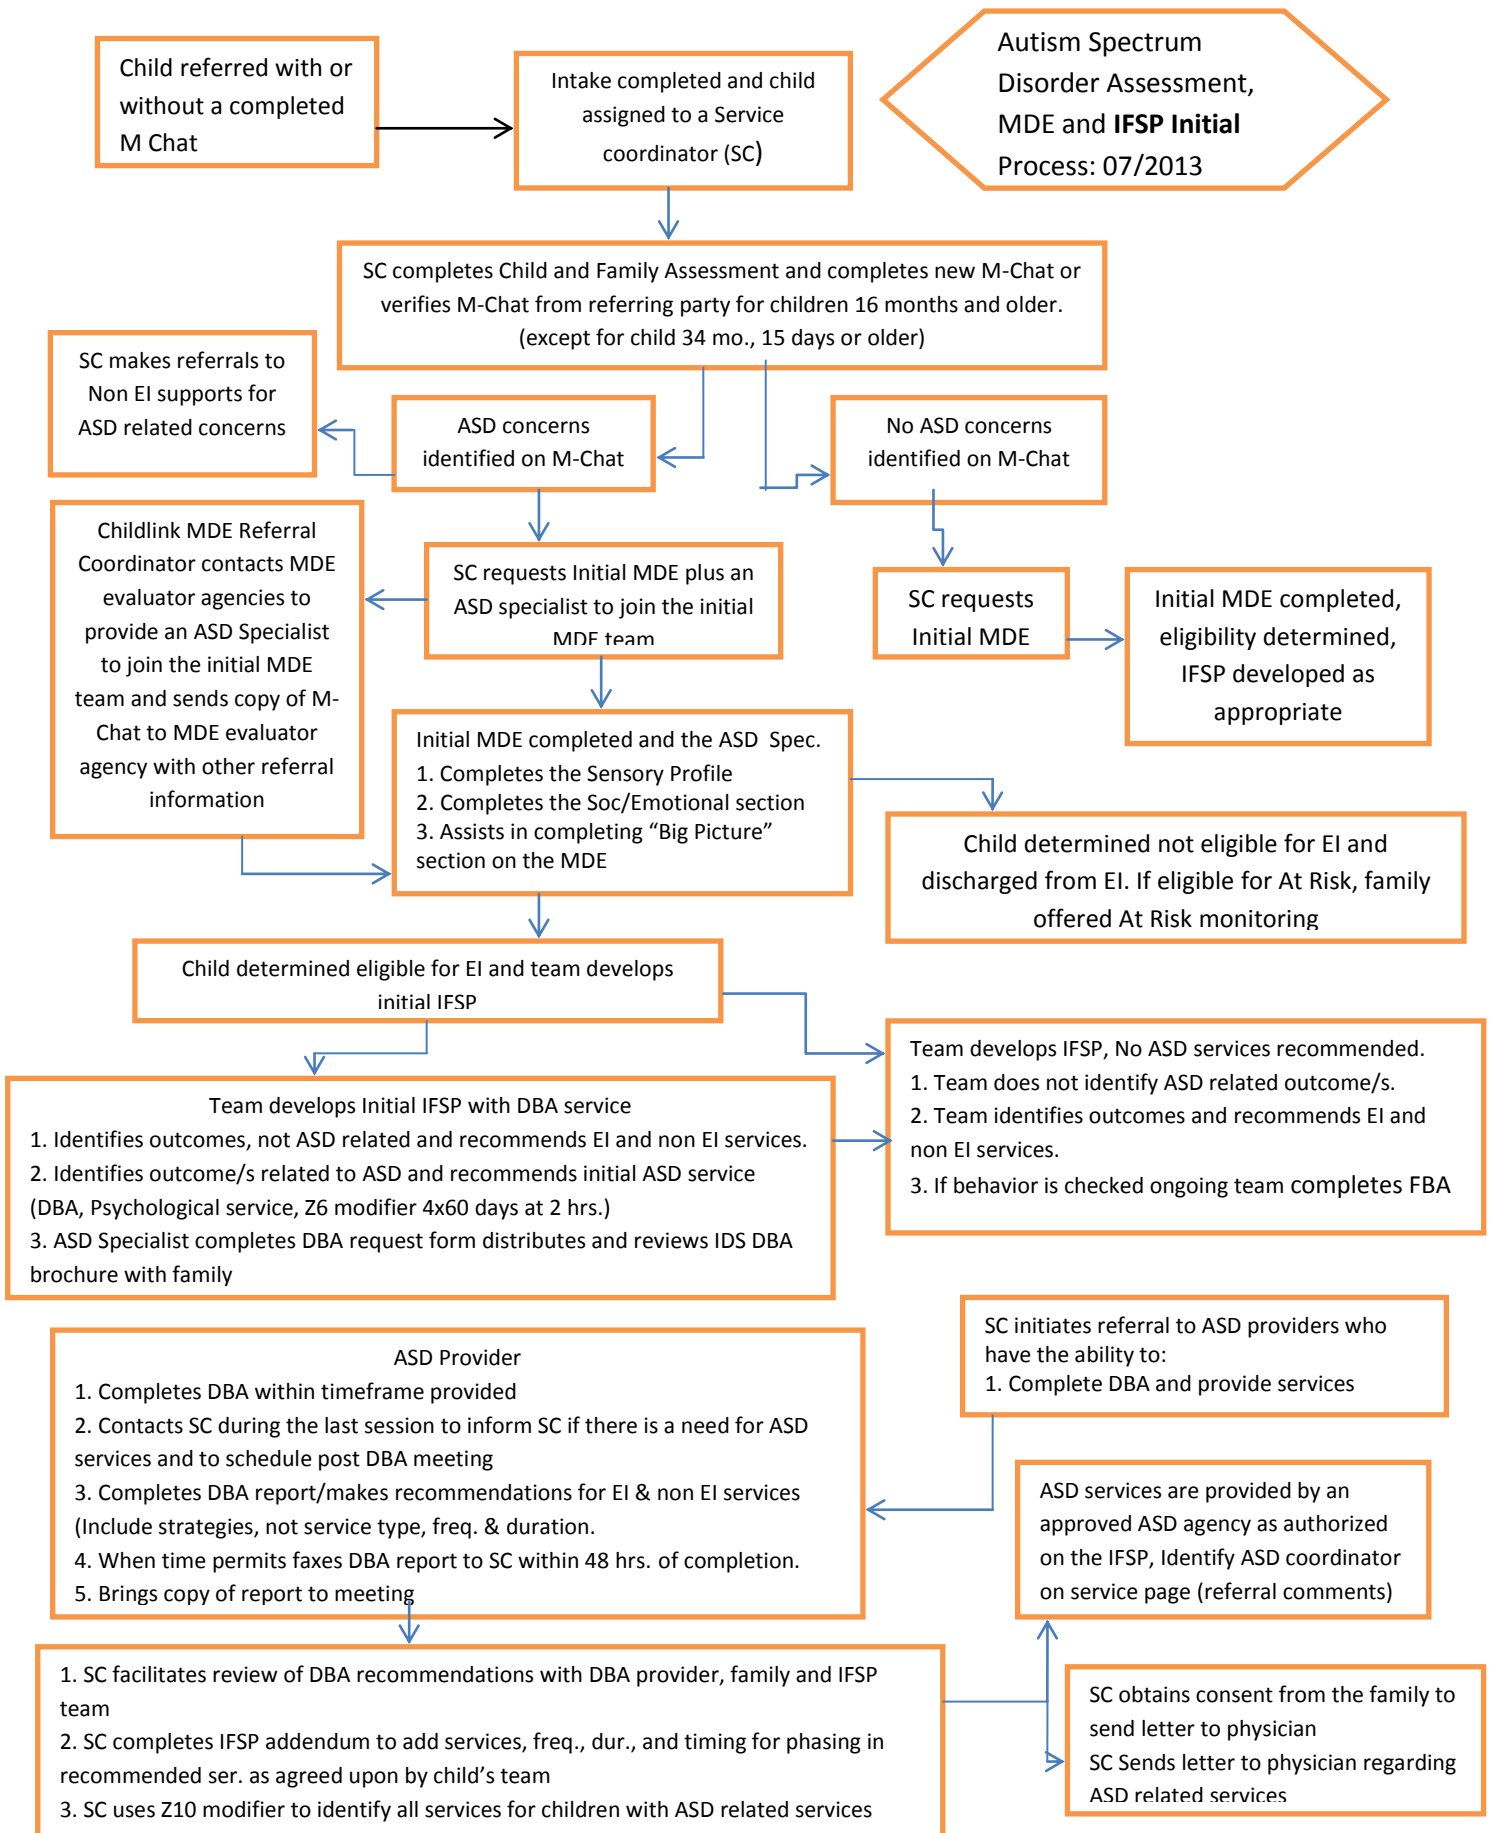 Child referred with or
without a completed
M Chat
Intake completed and child
assigned to a Service
coordinator (SC)
Autism Spectrum
Disorder Assessment,
MDE and IFSP Initial
Process: 07/2013
SC completes Child and Family Assessment and completes new M-Chat or
verifies M-Chat from referring party for children 16 months and older.
(except for child 34 mo., 15 days or older)
SC makes referrals to
Non EI supports for
ASD related concerns
ASD concerns
identified on M-Chat
No ASD concerns
identified on M-Chat
Childlink MDE Referral
Coordinator contacts MDE
evaluator agencies to
provide an ASD Specialist
to join the initial MDE
team and sends copy of M-
Chat to MDE evaluator
agency with other referral
information
SC requests Initial MDE plus an
ASD specialist to join the initial
MDE team
SC requests
Initial MDE
Initial MDE completed,
eligibility determined,
IFSP developed as
appropriate
Initial MDE completed and the ASD Spec.
1. Completes the Sensory Profile
2. Completes the Soc/Emotional section
3. Assists in completing “Big Picture”
section on the MDE
Child determined not eligible for EI and
discharged from EI. If eligible for At Risk, family
offered At Risk monitoring
Child determined eligible for EI and team develops
initial IFSP
Team develops IFSP, No ASD services recommended.
1. Team does not identify ASD related outcome/s.
2. Team identifies outcomes and recommends EI and
non EI services.
3. If behavior is checked ongoing team completes FBA
Team develops Initial IFSP with DBA service
1. Identifies outcomes, not ASD related and recommends EI and non EI services.
2. Identifies outcome/s related to ASD and recommends initial ASD service
(DBA, Psychological service, Z6 modifier 4x60 days at 2 hrs.)
3. ASD Specialist completes DBA request form distributes and reviews IDS DBA
brochure with family
SC initiates referral to ASD providers who
have the ability to:
1. Complete DBA and provide services
ASD Provider
1. Completes DBA within timeframe provided
2. Contacts SC during the last session to inform SC if there is a need for ASD
services and to schedule post DBA meeting
3. Completes DBA report/makes recommendations for EI & non EI services
(Include strategies, not service type, freq. & duration.
4. When time permits faxes DBA report to SC within 48 hrs. of completion.
5. Brings copy of report to meeting
ASD services are provided by an
approved ASD agency as authorized
on the IFSP, Identify ASD coordinator
on service page (referral comments)
1. SC facilitates review of DBA recommendations with DBA provider, family and IFSP
team
2. SC completes IFSP addendum to add services, freq., dur., and timing for phasing in
recommended ser. as agreed upon by child’s team
3. SC uses Z10 modifier to identify all services for children with ASD related services
SC obtains consent from the family to
send letter to physician
SC Sends letter to physician regarding
ASD related services